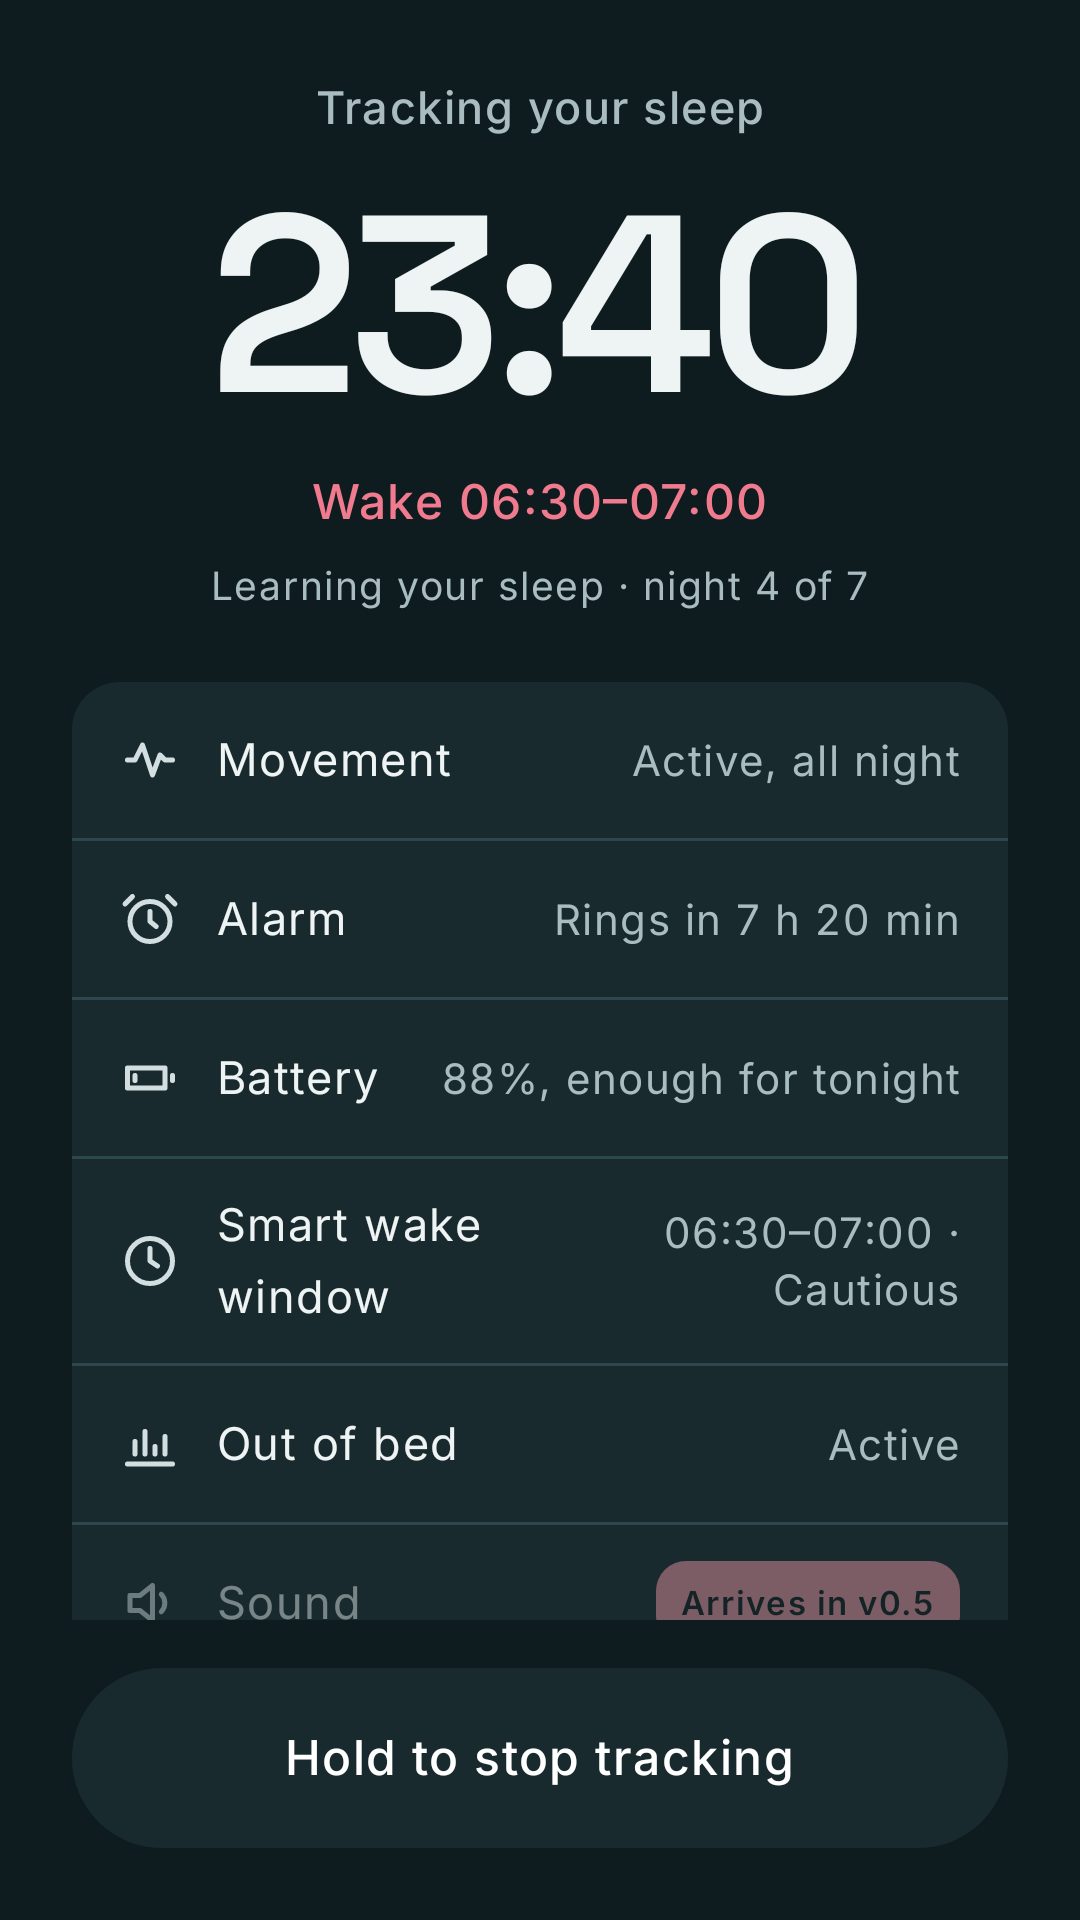 Tracking your sleep
23:40
Wake 06:30–07:00
Learning your sleep · night 4 of 7
Movement Active, all night
Alarm Rings in 7 h 20 min
Battery 88%, enough for tonight
Smart wake window 06:30–07:00 · Cautious
Out of bed Active
Sound Arrives in v0.5
Hold to stop tracking